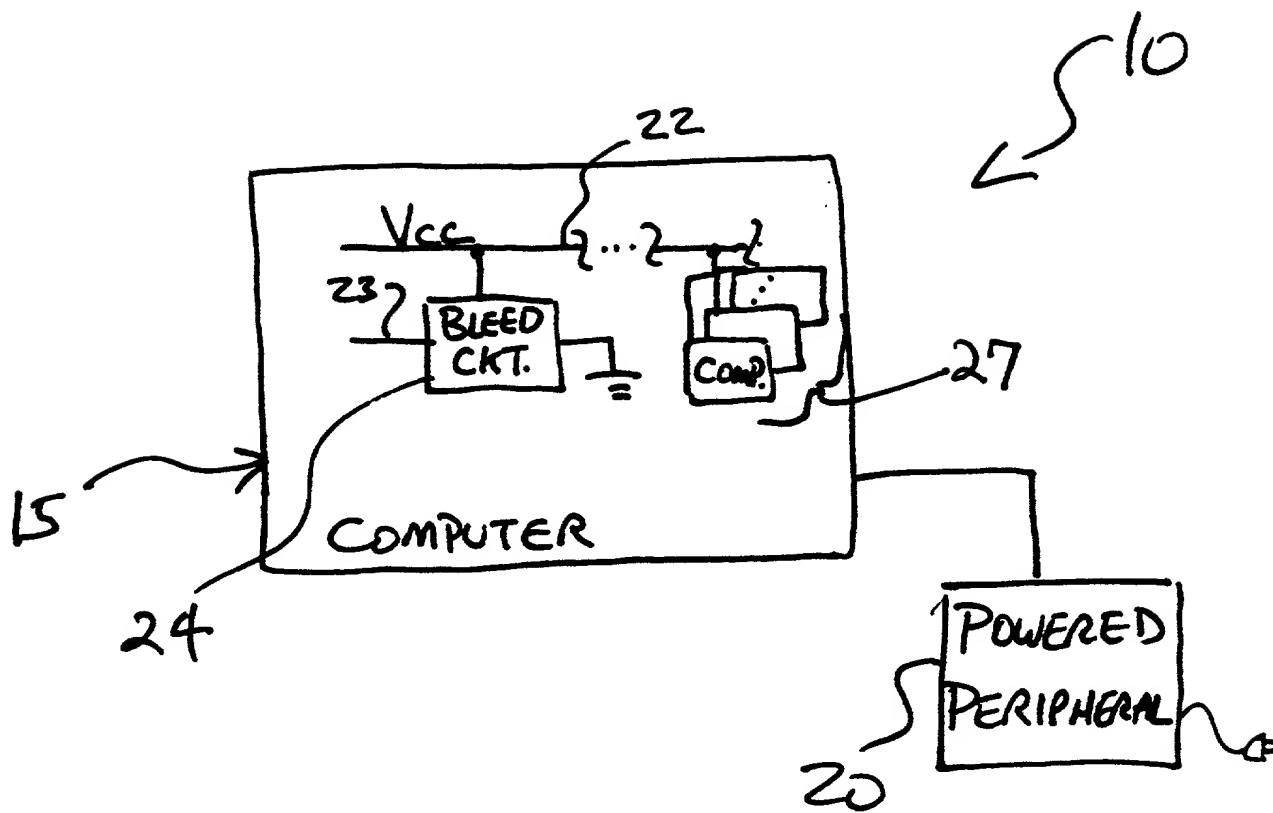 10
22
Vcc
...
23
BLEED
CKT.
COMP.
27
15
COMPUTER
24
POWERED
PERIPHERAL
20